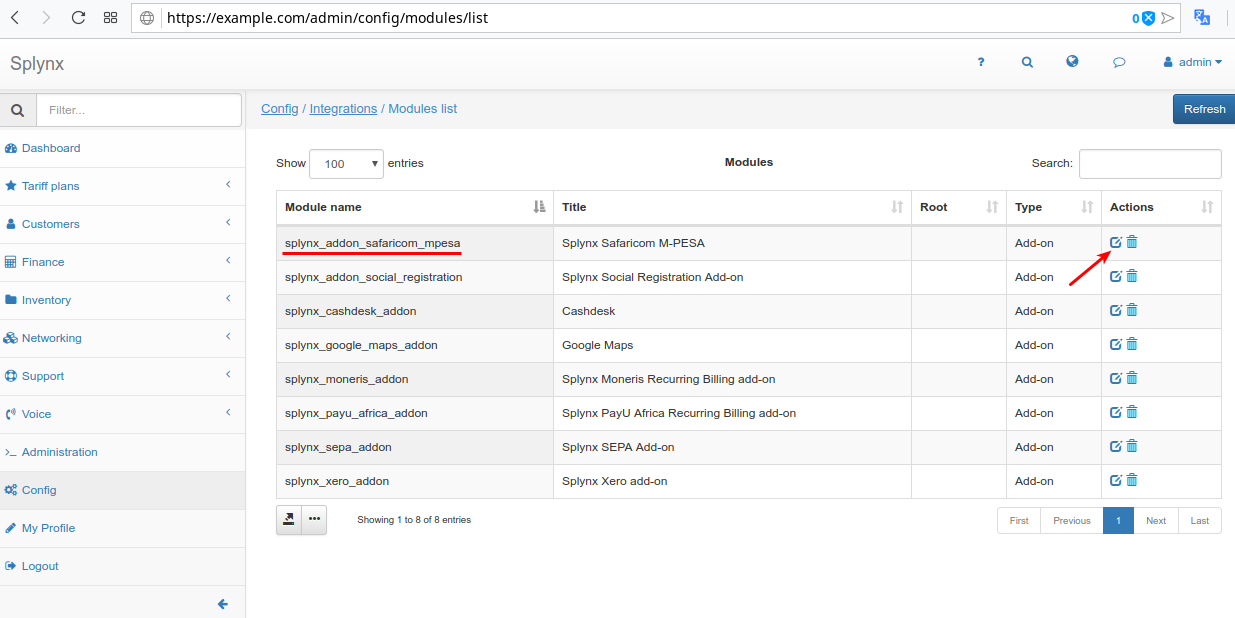 https://example.com/admin/config/modules/list
0
Splynx
? admin
Filter...
Config / Integrations / Modules list
Refresh
Dashboard
Tariff plans
Customers
Finance
Inventory
Networking
Support
Voice
Administration
Config
My Profile
Logout
Show 100 entries
Modules
Search:
Module name Title Root Type Actions
splynx_addon_safaricom_mpesa Splynx Safaricom M-PESA Add-on
splynx_addon_social_registration Splynx Social Registration Add-on Add-on
splynx_cashdesk_addon Cashdesk Add-on
splynx_google_maps_addon Google Maps Add-on
splynx_moneris_addon Splynx Moneris Recurring Billing add-on Add-on
splynx_payu_africa_addon Splynx PayU Africa Recurring Billing add-on Add-on
splynx_sepa_addon Splynx SEPA Add-on Add-on
splynx_xero_addon Splynx Xero add-on Add-on
Showing 1 to 8 of 8 entries
First Previous 1 Next Last